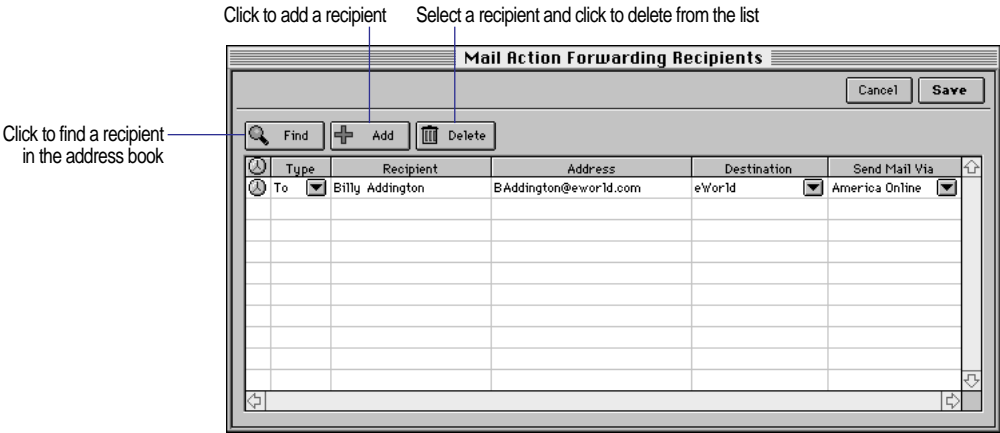 Click to add a recipient Select a recipient and click to delete from the list
Mail Action Forwarding Recipients
Cancel Save
Click to find a recipient
in the address book
Find Add Delete
Type Recipient Address Destination Send Mail Via
To Billy Addington BAddington@eworld.com eWorld America Online